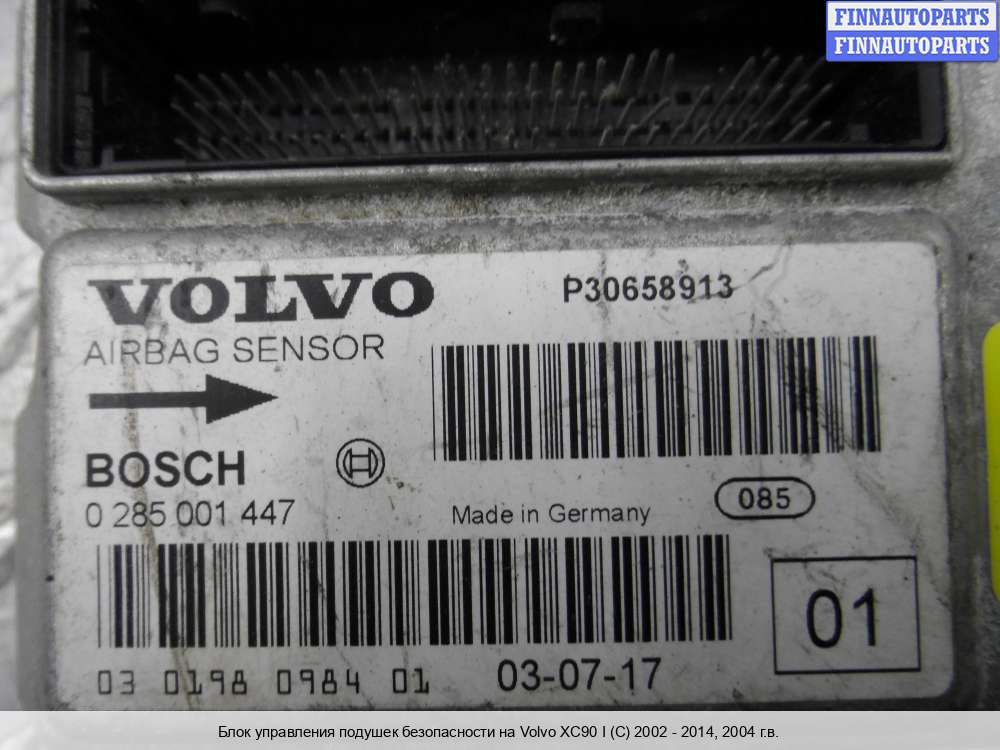 FINNAUTOPARTS
FINNAUTOPARTS
VOLVO
P30658913
AIRBAG SENSOR
BOSCH
0 285 001 447
Made in Germany
085
01
03 0198 0984 01
03-07-17
Блок управления подушек безопасности на Volvo XC90 I (C) 2002 - 2014, 2004 г.в.